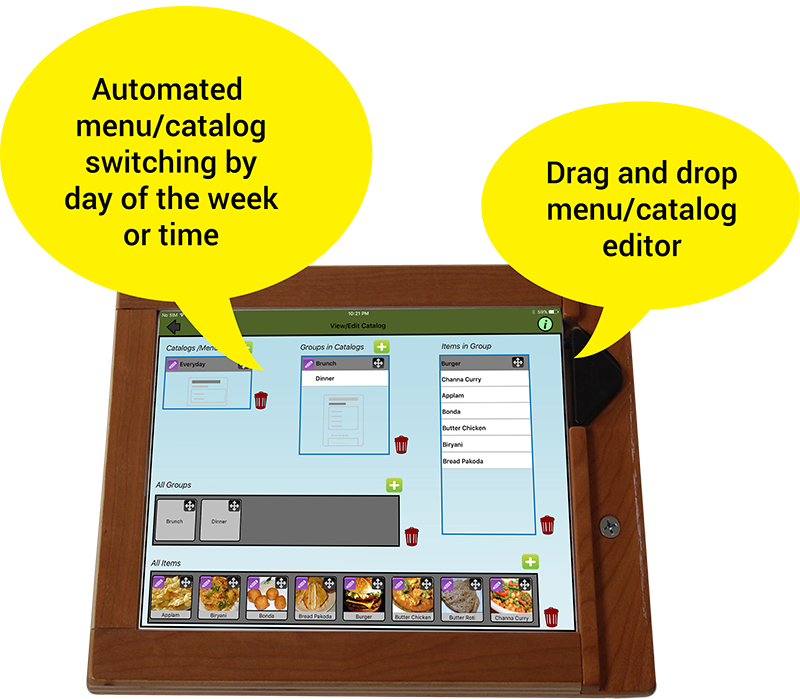 Automated
menu/catalog
switching by
day of the week
or time
Drag and drop
menu/catalog
editor
No SIM
10:21 PM
59%
View/Edit Catalog
i
Catalogs /Menu
Groups in Catalogs
Items in Group
Everyday
Brunch
Dinner
Burger
Channa Curry
Applam
Bonda
Butter Chicken
Biryani
Bread Pakoda
All Groups
Brunch
Dinner
All Items
Applam
Biryani
Bonda
Bread Pakoda
Burger
Butter Chicken
Butter Roti
Channa Curry